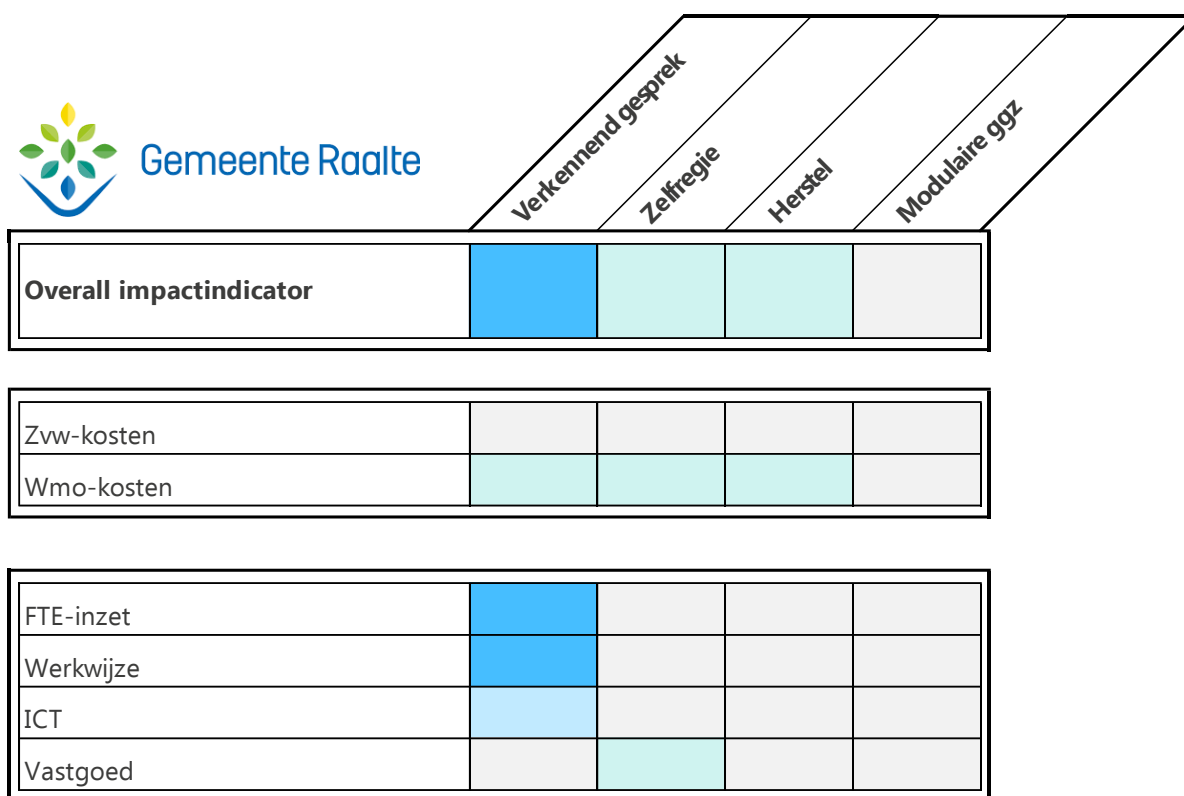 Verkennend gesprek
Zelfregie
Herstel
Modulaire ggz
Gemeente Raalte
Overall impactindicator
Zvw-kosten
Wmo-kosten
FTE-inzet
Werkwijze
ICT
Vastgoed